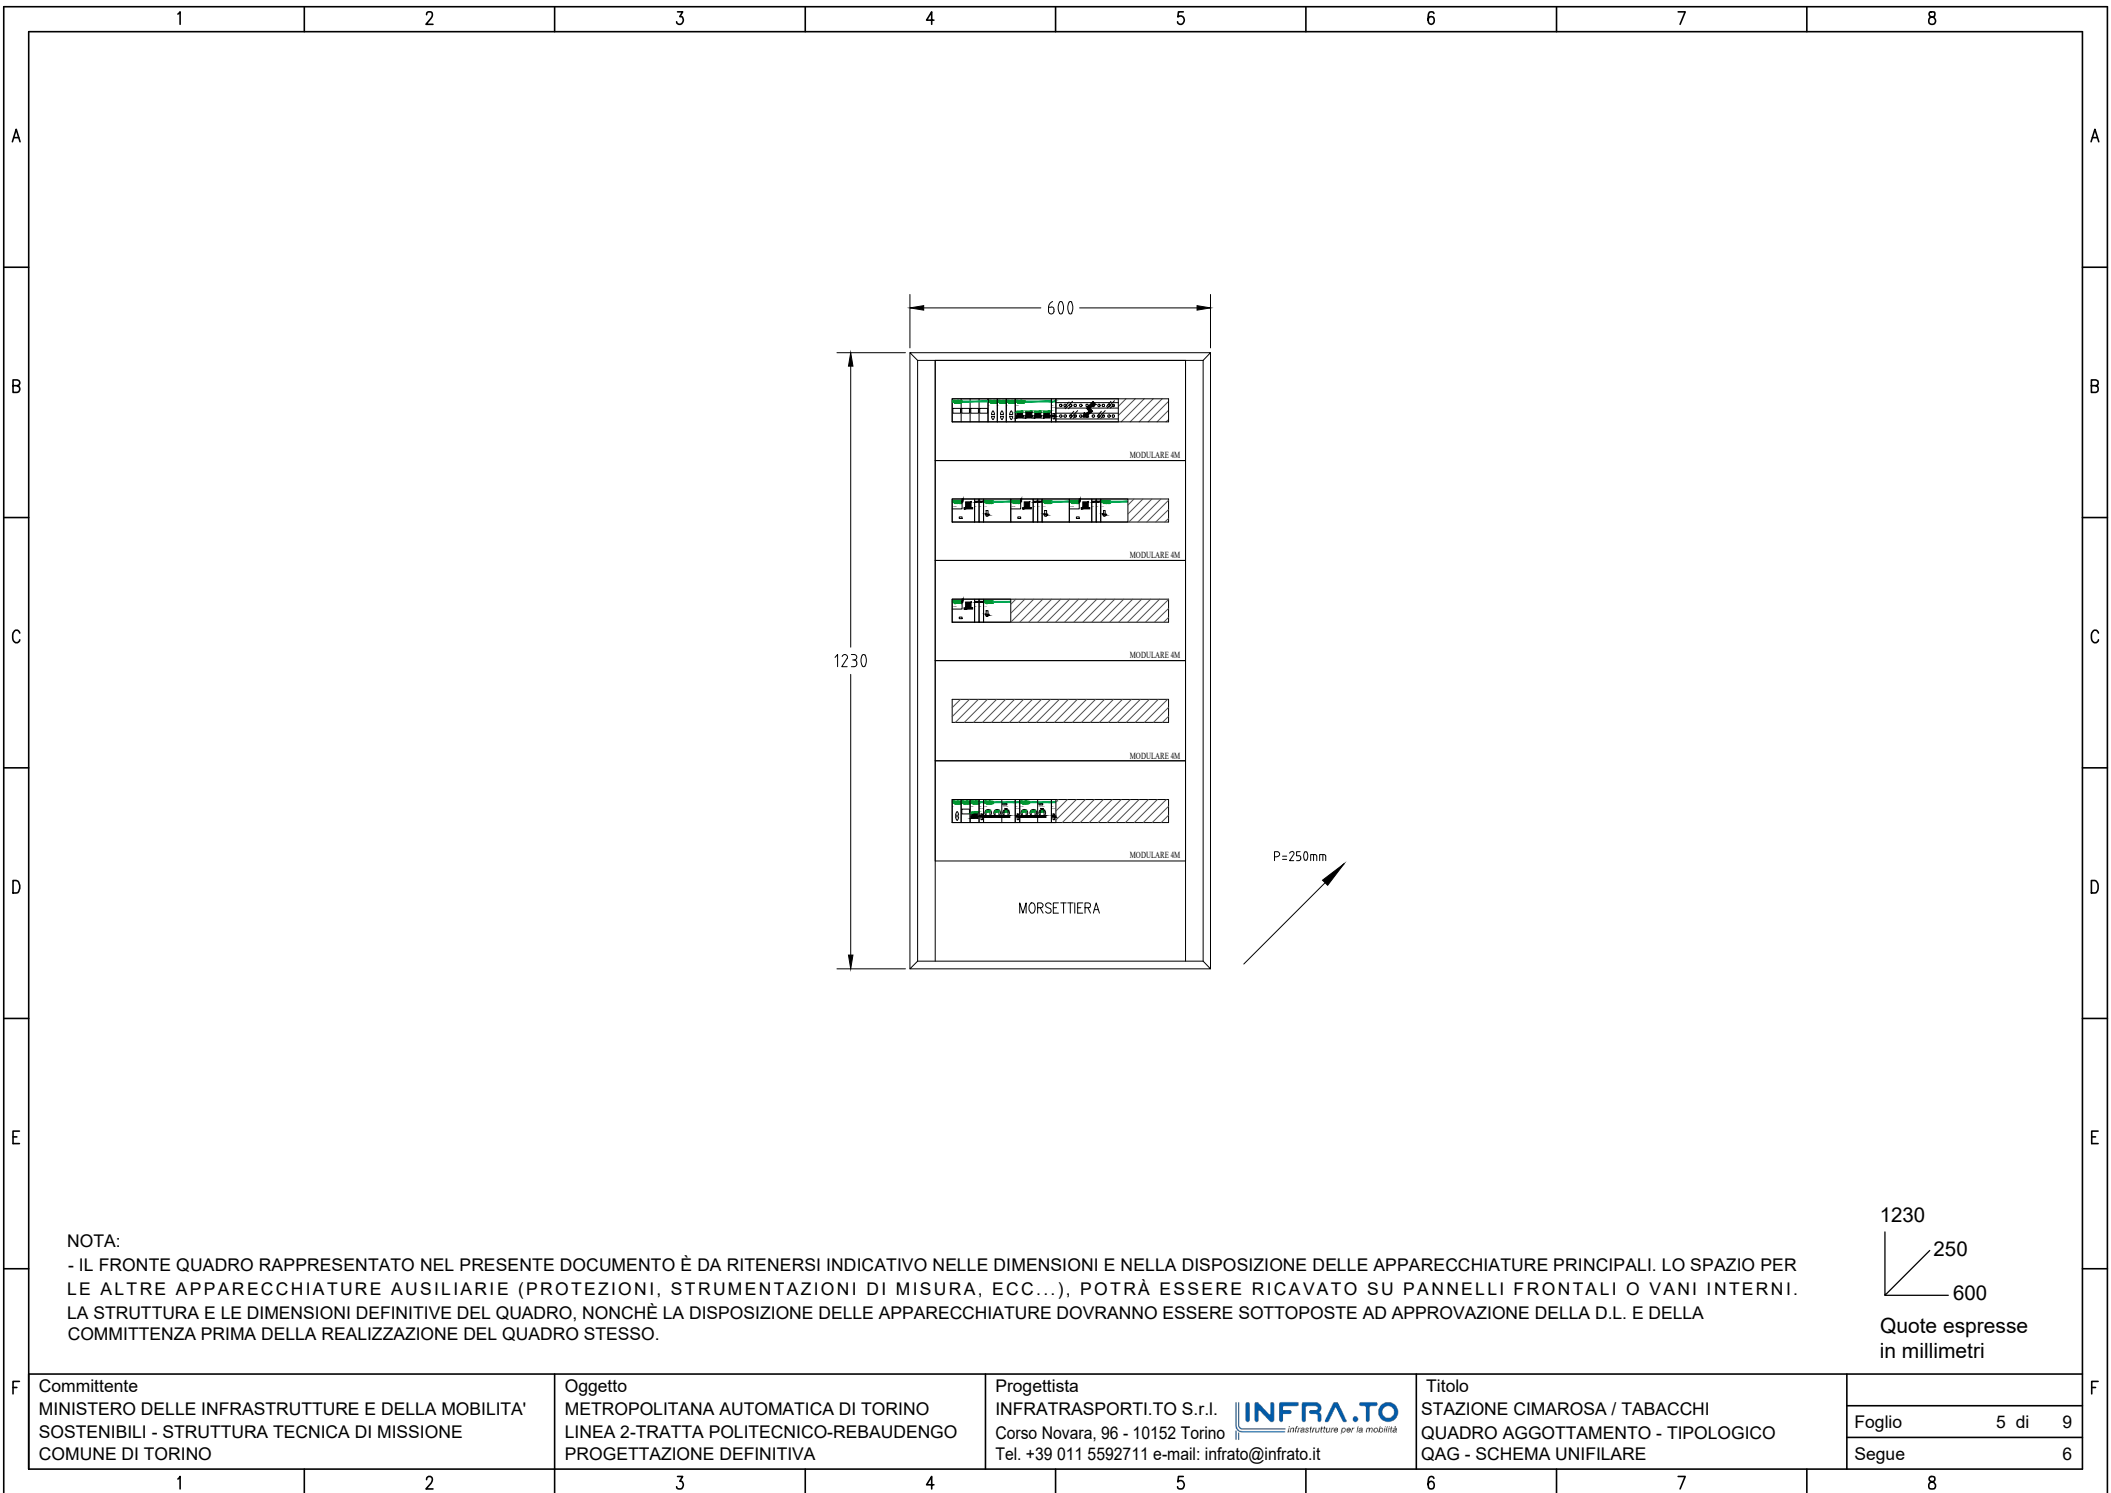 1 2 3 4 5 6 7 8
A A
600
B B
MODULARE 4M
MODULARE 4M
C C
1230
MODULARE 4M
MODULARE 4M
MODULARE 4M
P=250mm
D D
MORSETTIERA
E E
1230
250
600
Quote espresse
in millimetri
NOTA:
- IL FRONTE QUADRO RAPPRESENTATO NEL PRESENTE DOCUMENTO È DA RITENERSI INDICATIVO NELLE DIMENSIONI E NELLA DISPOSIZIONE DELLE APPARECCHIATURE PRINCIPALI. LO SPAZIO PER
LE ALTRE APPARECCHIATURE AUSILIARIE (PROTEZIONI, STRUMENTAZIONI DI MISURA, ECC...), POTRÀ ESSERE RICAVATO SU PANNELLI FRONTALI O VANI INTERNI.
LA STRUTTURA E LE DIMENSIONI DEFINITIVE DEL QUADRO, NONCHÈ LA DISPOSIZIONE DELLE APPARECCHIATURE DOVRANNO ESSERE SOTTOPOSTE AD APPROVAZIONE DELLA D.L. E DELLA
COMMITTENZA PRIMA DELLA REALIZZAZIONE DEL QUADRO STESSO.
F F
Committente
MINISTERO DELLE INFRASTRUTTURE E DELLA MOBILITA'
SOSTENIBILI - STRUTTURA TECNICA DI MISSIONE
COMUNE DI TORINO
Oggetto
METROPOLITANA AUTOMATICA DI TORINO
LINEA 2-TRATTA POLITECNICO-REBAUDENGO
PROGETTAZIONE DEFINITIVA
Progettista
INFRATRASPORTI.TO S.r.l.
Corso Novara, 96 - 10152 Torino
Tel. +39 011 5592711 e-mail: infrato@infrato.it
INFRA.TO
infrastrutture per la mobilità
Titolo
STAZIONE CIMAROSA / TABACCHI
QUADRO AGGOTTAMENTO - TIPOLOGICO
QAG - SCHEMA UNIFILARE
Foglio 5 di 9
Segue 6
1 2 3 4 5 6 7 8